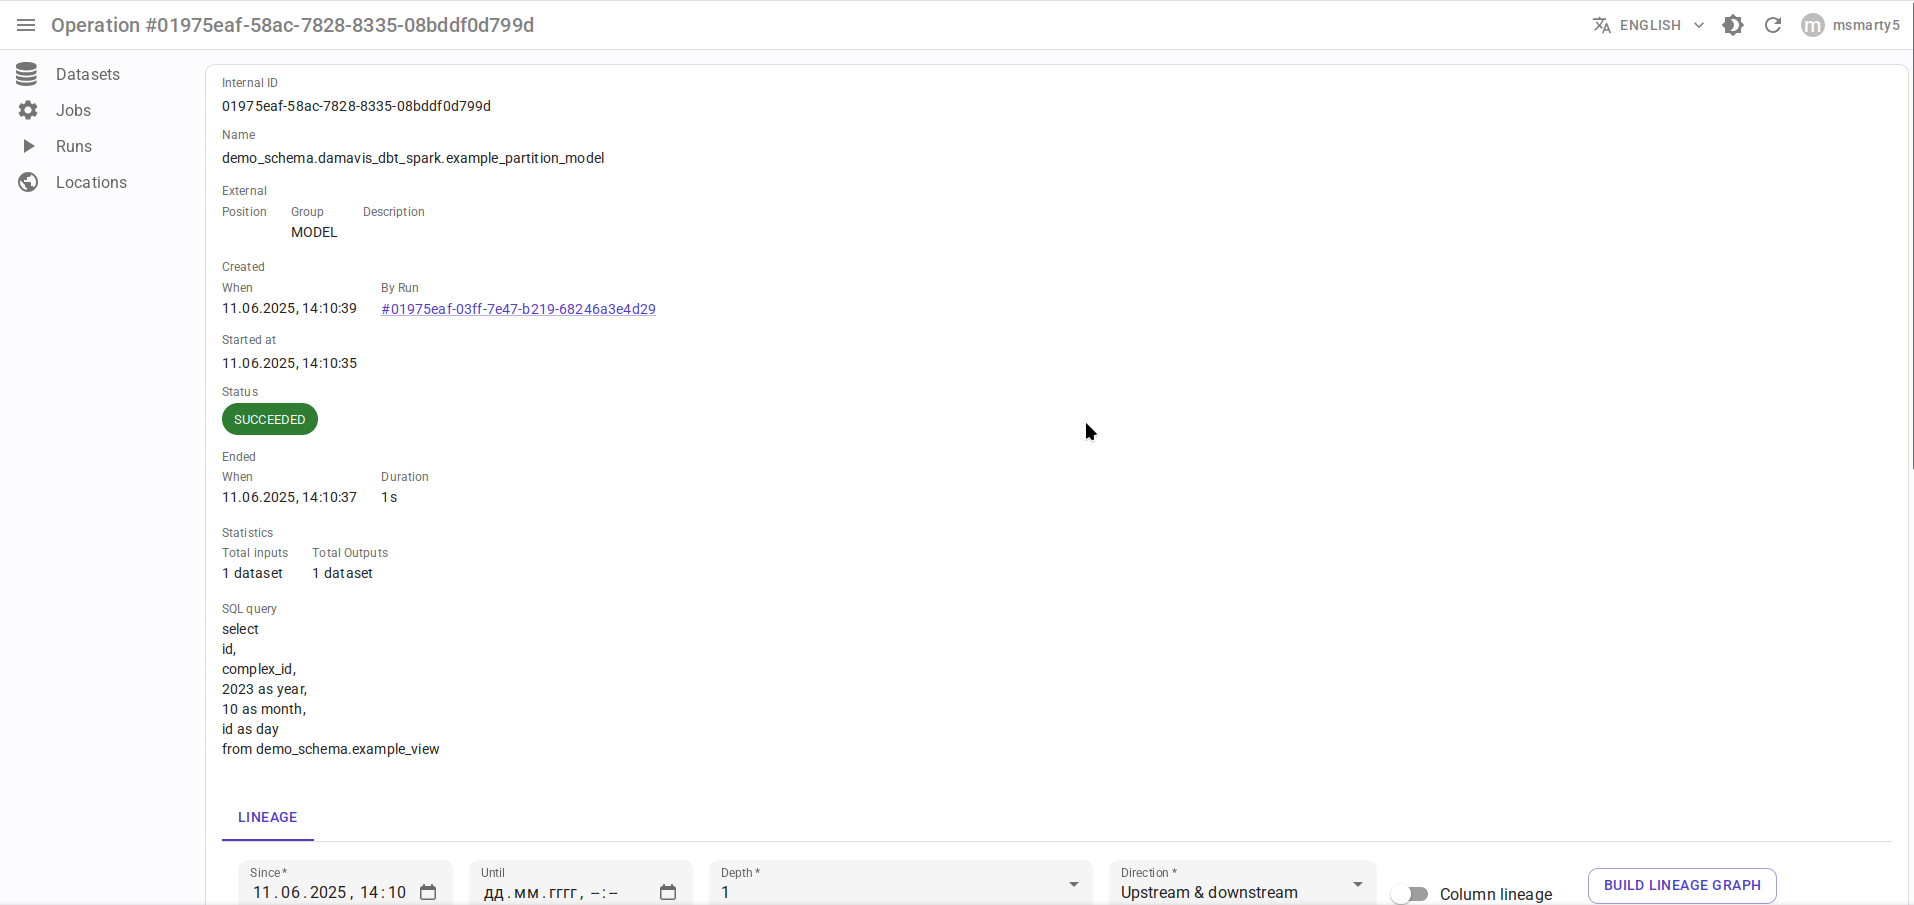 Operation #01975eaf-58ac-7828-8335-08bddf0d799d
ENGLISH
m msmarty5
Datasets
Jobs
Runs
Locations
Internal ID
01975eaf-58ac-7828-8335-08bddf0d799d
Name
demo_schema.damavis_dbt_spark.example_partition_model
External
Position Group Description
MODEL
Created
When By Run
11.06.2025, 14:10:39 #01975eaf-03ff-7e47-b219-68246a3e4d29
Started at
11.06.2025, 14:10:35
Status
SUCCEEDED
Ended
When Duration
11.06.2025, 14:10:37 1s
Statistics
Total inputs Total Outputs
1 dataset 1 dataset
SQL query
select
id,
complex_id,
2023 as year,
10 as month,
id as day
from demo_schema.example_view
LINEAGE
Since * Until Depth * Direction *
11.06.2025, 14:10 дд.мм.гггг, --:-- 1 Upstream & downstream Column lineage BUILD LINEAGE GRAPH